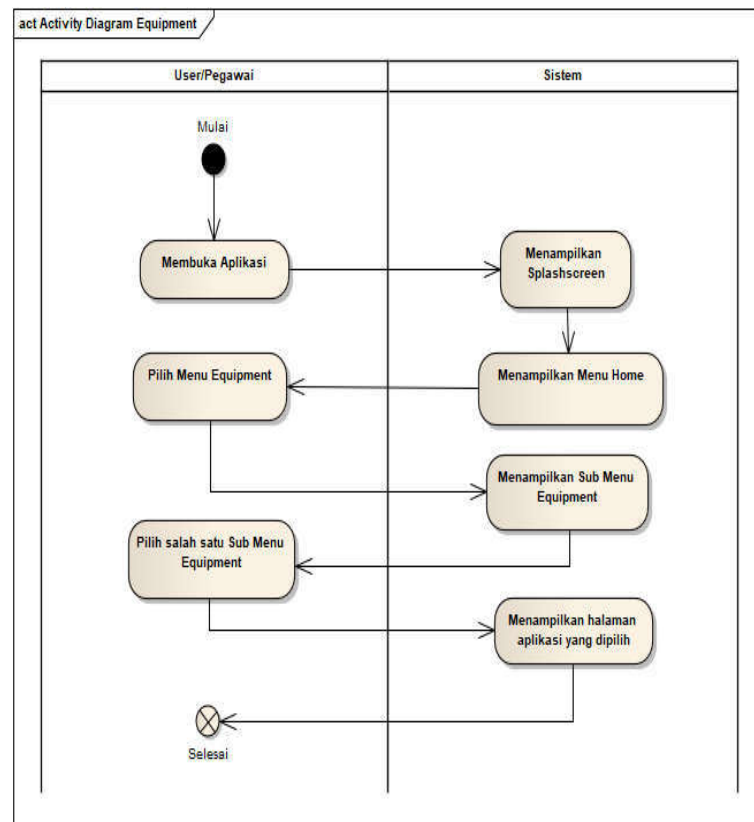 act Activity Diagram Equipment
User/Pegawai
Sistem
Mulai
Membuka Aplikasi
Menampilkan
Splashscreen
Menampilkan Menu Home
Pilih Menu Equipment
Menampilkan Sub Menu
Equipment
Pilih salah satu Sub Menu
Equipment
Menampilkan halaman
aplikasi yang dipilih
Selesai